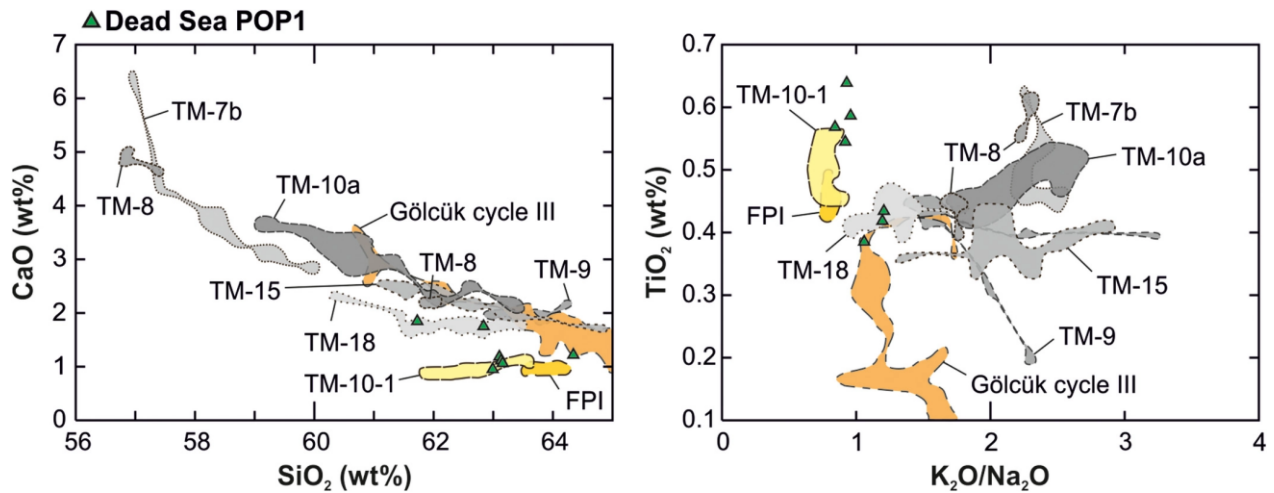 Dead Sea POP1
CaO (wt%)
7
6
5
4
3
2
1
0
TM-7b
TM-8
TM-10a
Gölcük cycle III
TM-8
TM-9
TM-15
TM-18
TM-10-1
FPI
56
58
60
62
64
SiO₂ (wt%)
TiO₂ (wt%)
0.7
0.6
0.5
0.4
0.3
0.2
0.1
TM-10-1
TM-7b
TM-8
TM-10a
FPI
TM-18
TM-15
TM-9
Gölcük cycle III
0
1
2
3
4
K₂O/Na₂O